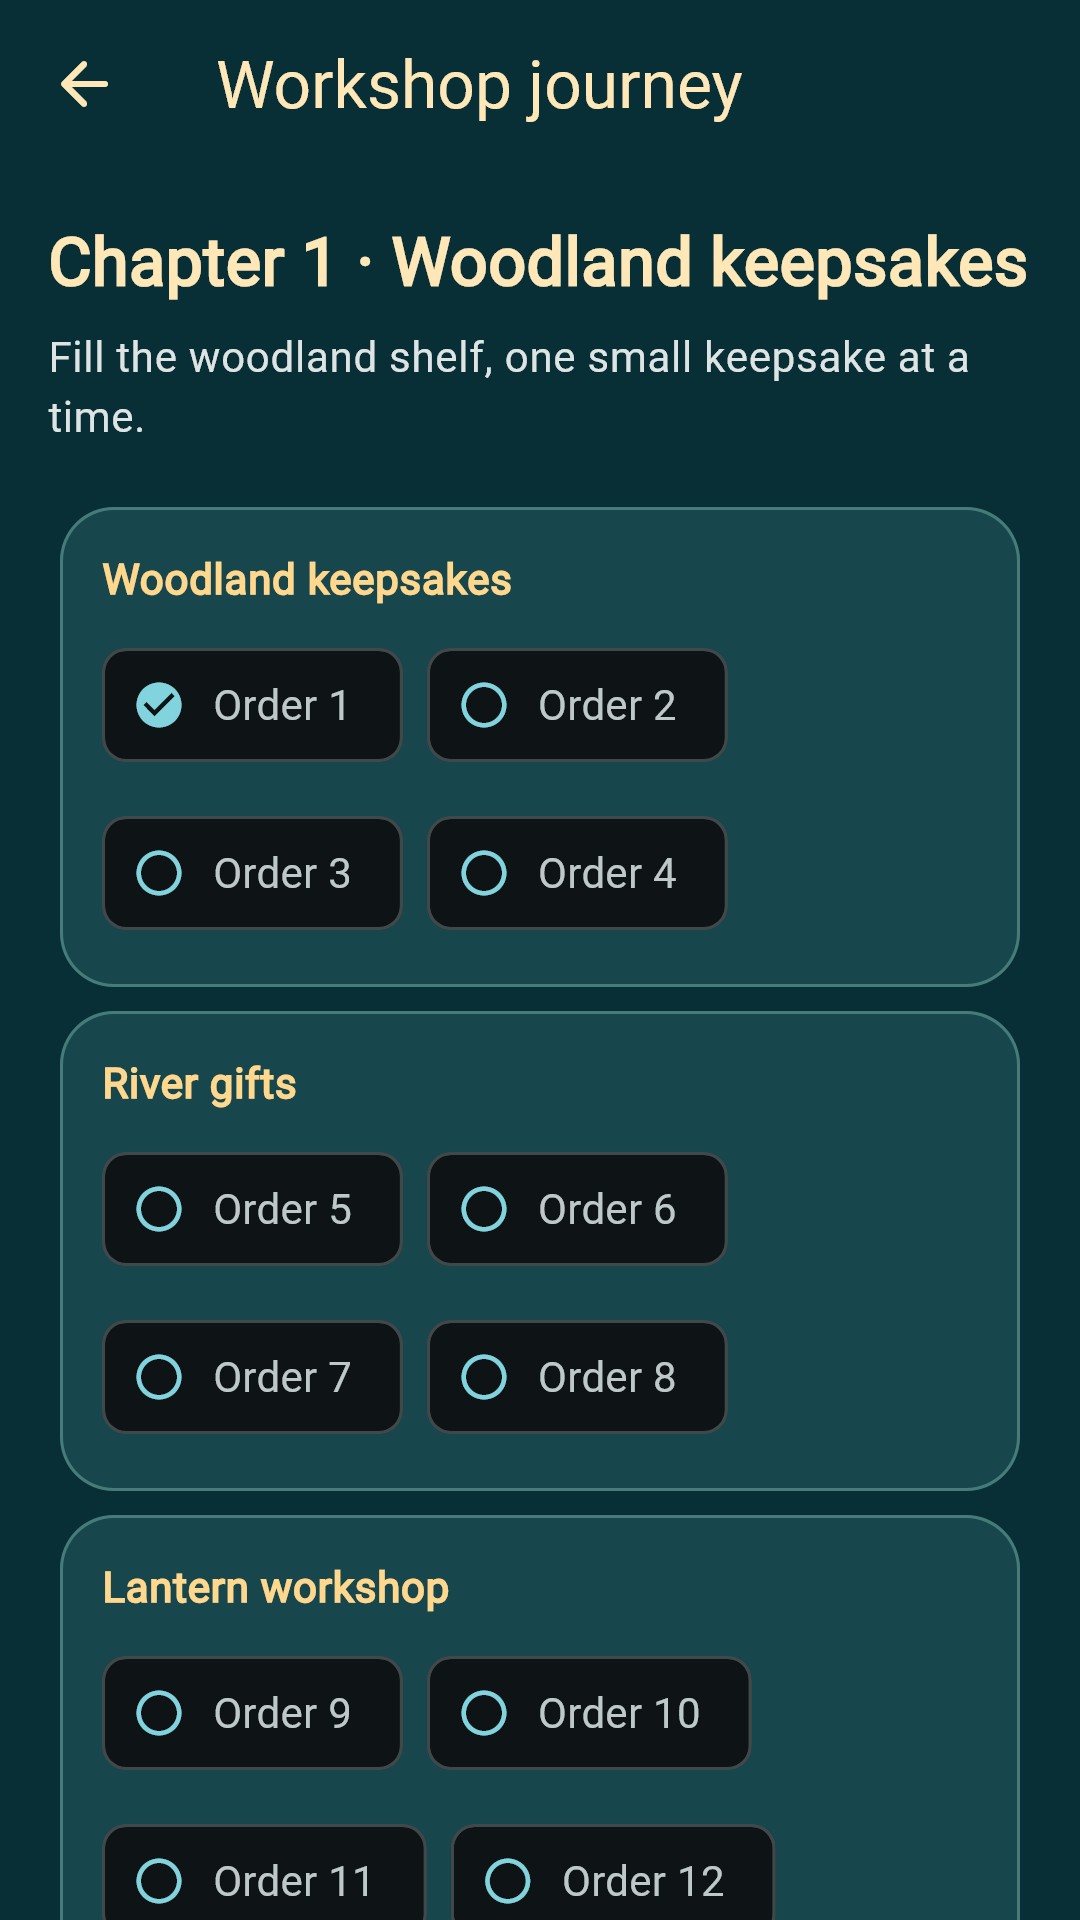 Workshop journey
Chapter 1 · Woodland keepsakes
Fill the woodland shelf, one small keepsake at a
time.
Woodland keepsakes
Order 1
Order 2
Order 3
Order 4
River gifts
Order 5
Order 6
Order 7
Order 8
Lantern workshop
Order 9
Order 10
Order 11
Order 12